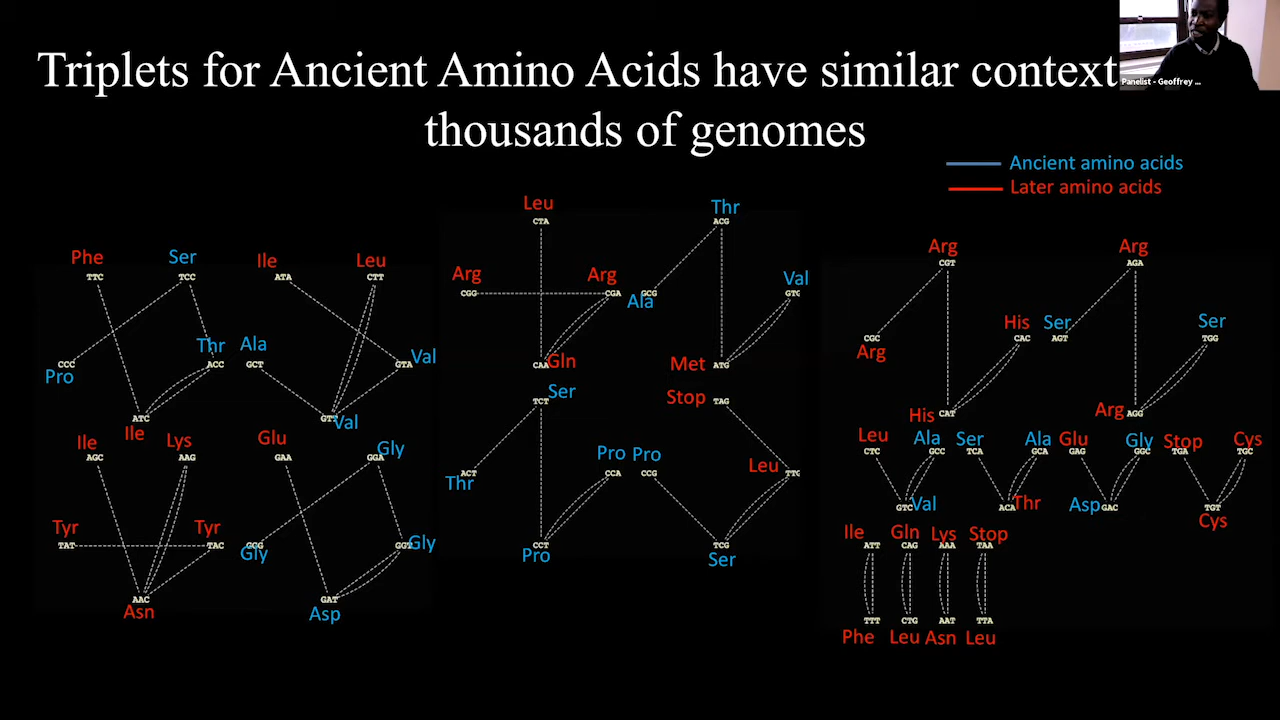 Triplets for Ancient Amino Acids have similar context
thousands of genomes
Panelist - Geoffrey ...
Ancient amino acids
Later amino acids
Phe
TTC
Ser
TCC
Ile
ATA
Leu
CTT
CCC
Pro
Thr
ACC
Ala
GCT
GTA
Val
ATC
Ile
Val
Ile
AGC
Lys
AAG
Glu
GAA
Gly
GGA
Tyr
TAT
Tyr
TAC
Gly
Gly
AAC
Asn
GAT
Asp
Leu
CTA
Thr
ACG
Arg
CGG
Arg
CGA
Ala
GCG
Val
GTG
CAA
Gln
Met
ATG
TCT
Ser
Stop
TAG
ACT
Thr
Pro
CCA
Pro
CCG
Leu
TTG
CCT
Pro
TCG
Ser
Arg
CGT
Arg
AGA
CGC
Arg
His
CAC
Ser
AGT
Ser
TGG
His
CAT
Arg
AGG
Leu
CTC
Ala
GCC
Ser
TCA
Ala
GCA
Glu
GAG
Gly
GGC
Stop
TGA
Cys
TGC
GTC
Val
ACA
Thr
Asp
GAC
TGT
Cys
Ile
ATT
Gln
CAG
Lys
AAA
Stop
TAA
TTT
Phe
CTG
Leu
AAT
Asn
TTA
Leu